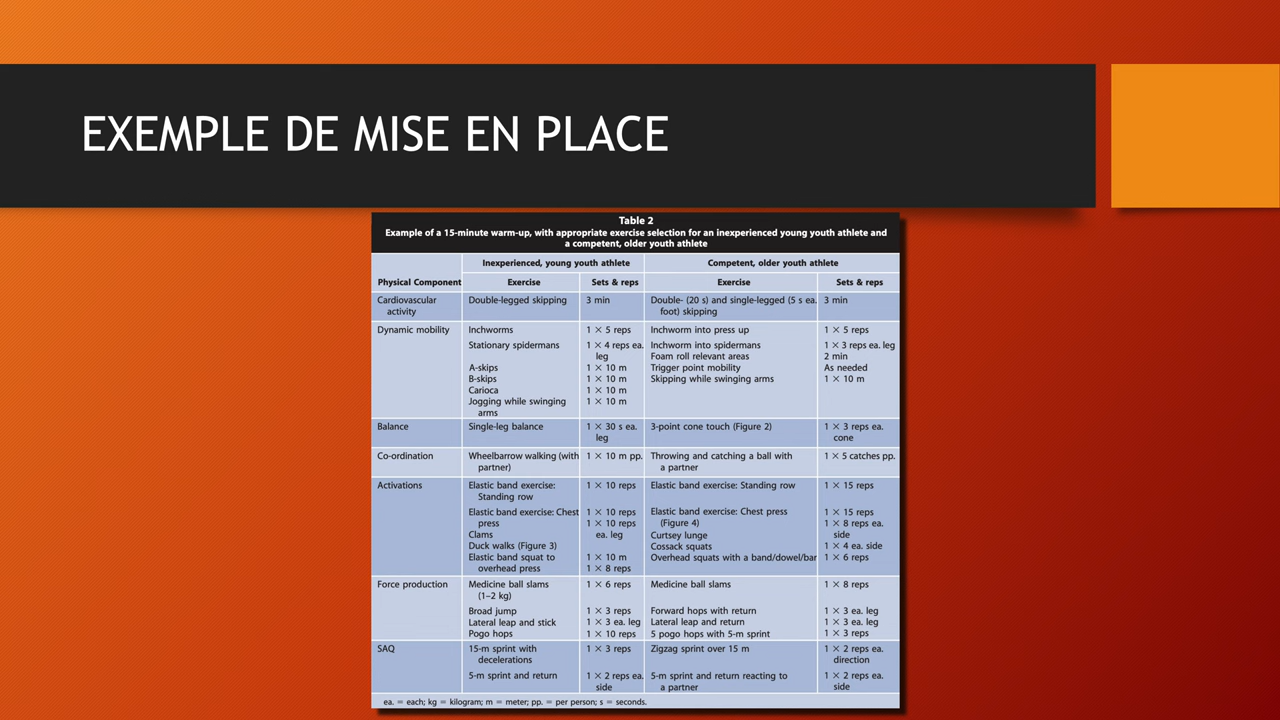 EXEMPLE DE MISE EN PLACE
Table 2
Example of a 15-minute warm-up, with appropriate exercise selection for an inexperienced young youth athlete and
a competent, older youth athlete
Inexperienced, young youth athlete Competent, older youth athlete
Physical Component Exercise Sets & reps Exercise Sets & reps
Cardiovascular Double-legged skipping 3 min Double- (20 s) and single-legged (5 s ea. 3 min
activity foot) skipping
Dynamic mobility Inchworms 1 × 5 reps Inchworm into press up 1 × 5 reps
Stationary spidermans 1 × 4 reps ea. Inchworm into spidermans 1 × 3 reps ea. leg
leg Foam roll relevant areas 2 min
A-skips 1 × 10 m Trigger point mobility As needed
B-skips 1 × 10 m Skipping while swinging arms 1 × 10 m
Carioca 1 × 10 m
Jogging while swinging 1 × 10 m
arms
Balance Single-leg balance 1 × 30 s ea. 3-point cone touch (Figure 2) 1 × 3 reps ea.
leg cone
Co-ordination Wheelbarrow walking (with 1 × 10 m pp. Throwing and catching a ball with 1 × 5 catches pp.
partner) a partner
Activations Elastic band exercise: 1 × 10 reps Elastic band exercise: Standing row 1 × 15 reps
Standing row
Elastic band exercise: Chest 1 × 10 reps Elastic band exercise: Chest press 1 × 15 reps
press 1 × 10 reps (Figure 4) 1 × 8 reps ea.
Clams ea. leg Curtsey lunge side
Duck walks (Figure 3) Cossack squats 1 × 4 ea. side
Elastic band squat to 1 × 10 m Overhead squats with a band/dowel/bar 1 × 6 reps
overhead press 1 × 8 reps
Force production Medicine ball slams 1 × 6 reps Medicine ball slams 1 × 8 reps
(1–2 kg)
Broad jump 1 × 3 reps Forward hops with return 1 × 3 ea. leg
Lateral leap and stick 1 × 3 ea. leg Lateral leap and return 1 × 3 ea. leg
Pogo hops 1 × 10 reps 5 pogo hops with 5-m sprint 1 × 3 reps
SAQ 15-m sprint with 1 × 3 reps Zigzag sprint over 15 m 1 × 2 reps ea.
decelerations direction
5-m sprint and return 1 × 2 reps ea. 5-m sprint and return reacting to 1 × 2 reps ea.
side a partner side
ea. = each; kg = kilogram; m = meter; pp. = per person; s = seconds.